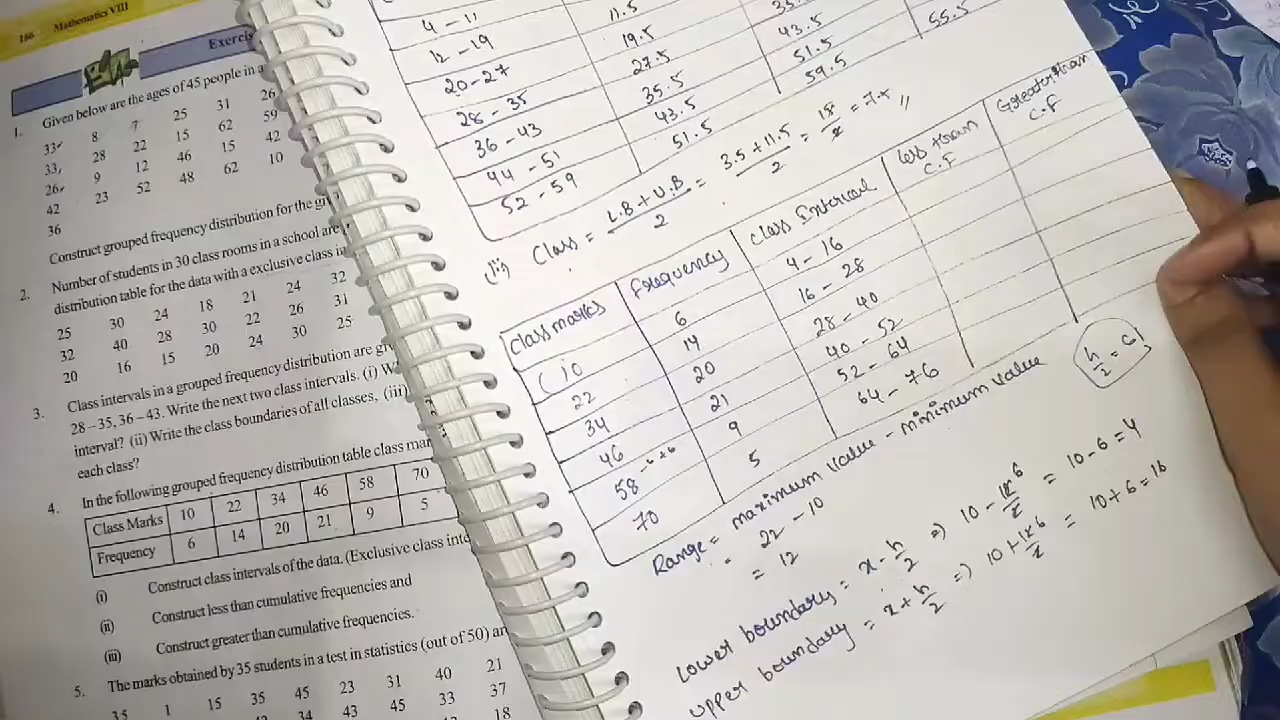 166 Mathematics VIII
Exercis
1. Given below are the ages of 45 people in a
33 8 7 25 31 26
33, 28 22 15 62 59
26, 9 12 46 15 42
42 23 52 48 62 10
36
Construct grouped frequency distribution for the gi
2. Number of students in 30 class rooms in a school are
distribution table for the data with a exclusive class in
25 30 24 18 21 24 32
32 40 28 30 22 26 31
20 16 15 20 24 30 25
3. Class intervals in a grouped frequency distribution are giv
28 – 35, 36 – 43. Write the next two class intervals. (i) W
interval? (ii) Write the class boundaries of all classes, (iii)
each class?
4. In the following grouped frequency distribution table class mar
Class Marks 10 22 34 46 58 70
Frequency 6 14 20 21 9 5
(i) Construct class intervals of the data. (Exclusive class inte
(ii) Construct less than cumulative frequencies and
(iii) Construct greater than cumulative frequencies.
5. The marks obtained by 35 students in a test in statistics (out of 50) are
35 1 15 35 45 23 31 40 21
34 43 45 33 37
18
4 – 11 11.5
12 – 19 19.5 43.5 55.5
20 – 27 27.5 51.5
28 – 35 35.5 59.5
36 – 43 43.5
44 – 51 51.5
52 – 59
(iii) Class = L.B + U.B / 2 = 3.5 + 11.5 / 2 = 15 / 2 = 7.5 //
Class marks Frequency Class Interval less than C.F Greater than C.F
10 6 4 – 16
22 14 16 – 28
34 20 28 – 40
46 21 40 – 52
58 -6 +6 9 52 – 64
70 5 64 – 76
h/2 = 6
Range = maximum value – minimum value
= 22 – 10
= 12
Lower boundary = x – h/2 => 10 – 12/2 6 = 10 – 6 = 4
upper boundary = x + h/2 => 10 + 12/2 6 = 10 + 6 = 16